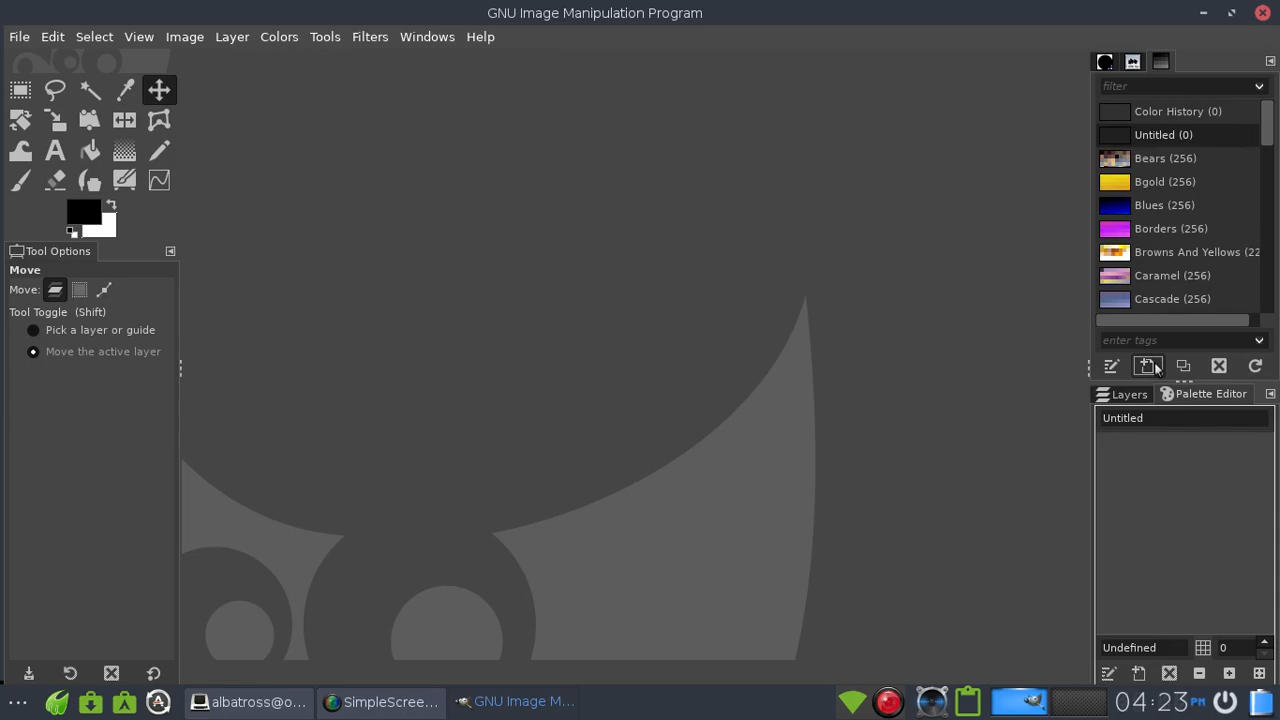 GNU Image Manipulation Program
File Edit Select View Image Layer Colors Tools Filters Windows Help
filter
Color History (0)
Untitled (0)
Bears (256)
Bgold (256)
Blues (256)
Borders (256)
Browns And Yellows (22
Caramel (256)
Cascade (256)
enter tags
Tool Options
Move
Move:
Tool Toggle (Shift)
Pick a layer or guide
Move the active layer
Layers Palette Editor
Untitled
Undefined 0
albatross@o... SimpleScree... GNU Image M... 04:23 PM